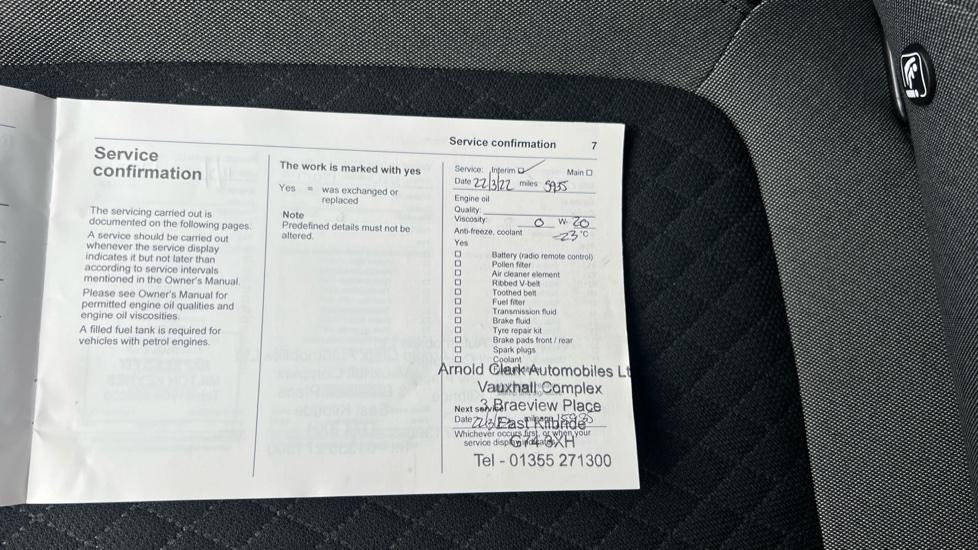 Service confirmation 7
Service
confirmation
The servicing carried out is
documented on the following pages.
A service should be carried out
whenever the service display
indicates it but not later than
according to service intervals
mentioned in the Owner's Manual.
Please see Owner's Manual for
permitted engine oil qualities and
engine oil viscosities.
A filled fuel tank is required for
vehicles with petrol engines.
The work is marked with yes
Yes = was exchanged or
replaced
Note
Predefined details must not be
altered.
Service: Interim Main
Date 22/3/22 miles 5935
Engine oil
Quality:
Viscosity: 0 W- 20
Anti-freeze, coolant -23 °C
Yes
Battery (radio remote control)
Pollen filter
Air cleaner element
Ribbed V-belt
Toothed belt
Fuel filter
Transmission fluid
Brake fluid
Tyre repair kit
Brake pads front / rear
Spark plugs
Coolant
Arnold Clark Automobiles Lt
Vauxhall Complex
3 Braeview Place
Next service
East Kilbride
Date
Whichever occurs first, or when your
service display
G74 3XH
Tel - 01355 271300